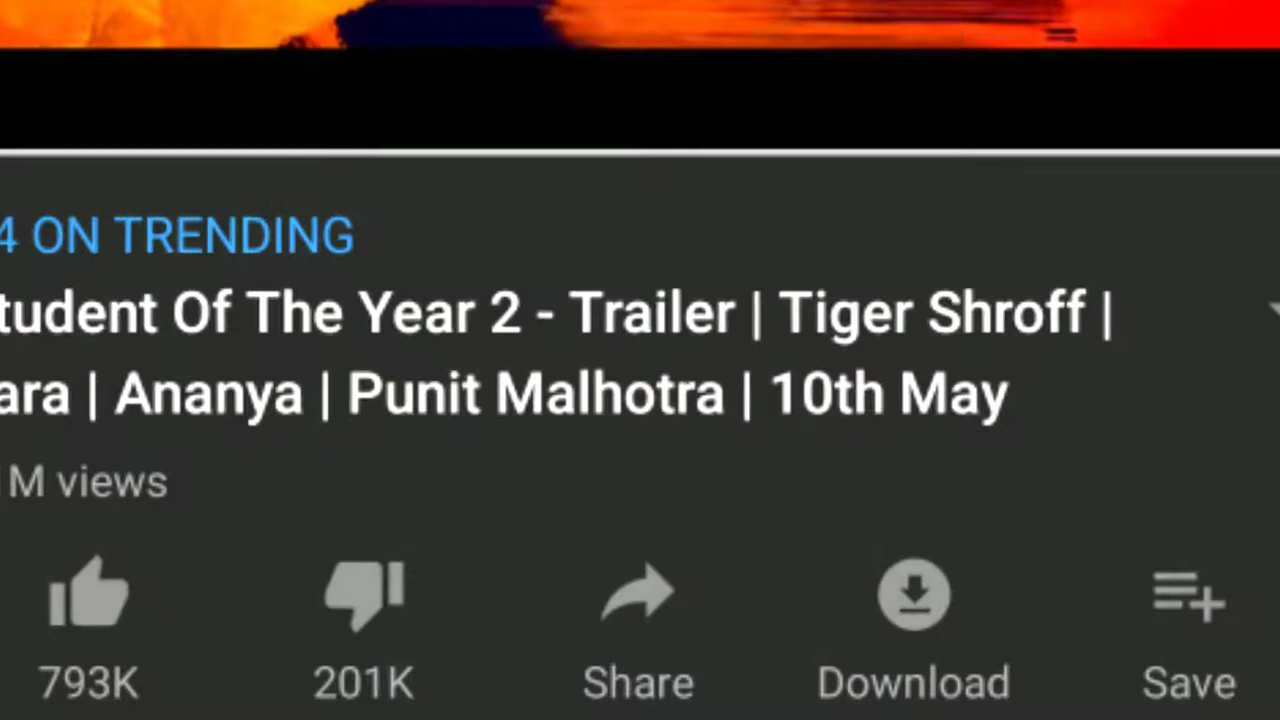 4 ON TRENDING
tudent Of The Year 2 - Trailer | Tiger Shroff |
ara | Ananya | Punit Malhotra | 10th May
M views
793K 201K Share Download Save